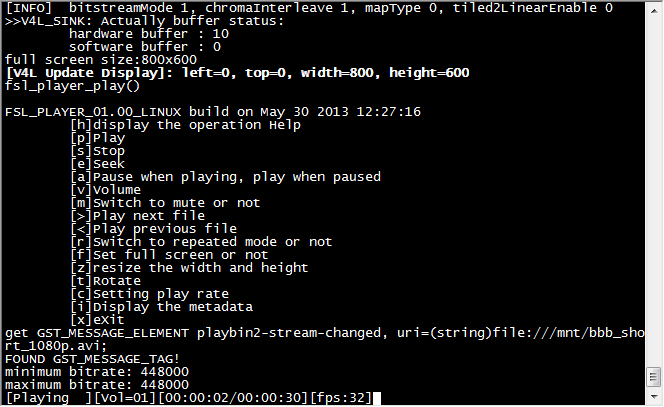 [INFO]  bitstreamMode 1, chromaInterleave 1, mapType 0, tiled2LinearEnable 0
>>V4L_SINK: Actually buffer status:
        hardware buffer : 10
        software buffer : 0
full screen size:800x600
[V4L Update Display]: left=0, top=0, width=800, height=600
fsl_player_play()
FSL_PLAYER_01.00_LINUX build on May 30 2013 12:27:16
        [h]display the operation Help
        [p]Play
        [s]Stop
        [e]Seek
        [a]Pause when playing, play when paused
        [v]Volume
        [m]Switch to mute or not
        [>]Play next file
        [<]Play previous file
        [r]Switch to repeated mode or not
        [f]Set full screen or not
        [z]resize the width and height
        [t]Rotate
        [c]Setting play rate
        [i]Display the metadata
        [x]eXit
get GST_MESSAGE_ELEMENT playbin2-stream-changed, uri=(string)file:///mnt/bbb_sho
rt_1080p.avi;
FOUND GST_MESSAGE_TAG!
minimum bitrate: 448000
maximum bitrate: 448000
[Playing  ][Vol=01][00:00:02/00:00:30][fps:32]